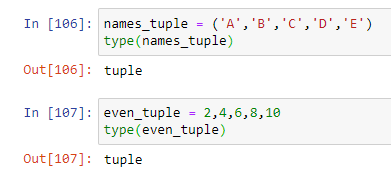 In [106]: names_tuple = ('A','B','C','D','E')
type(names_tuple)
Out[106]: tuple
In [107]: even_tuple = 2,4,6,8,10
type(even_tuple)
Out[107]: tuple